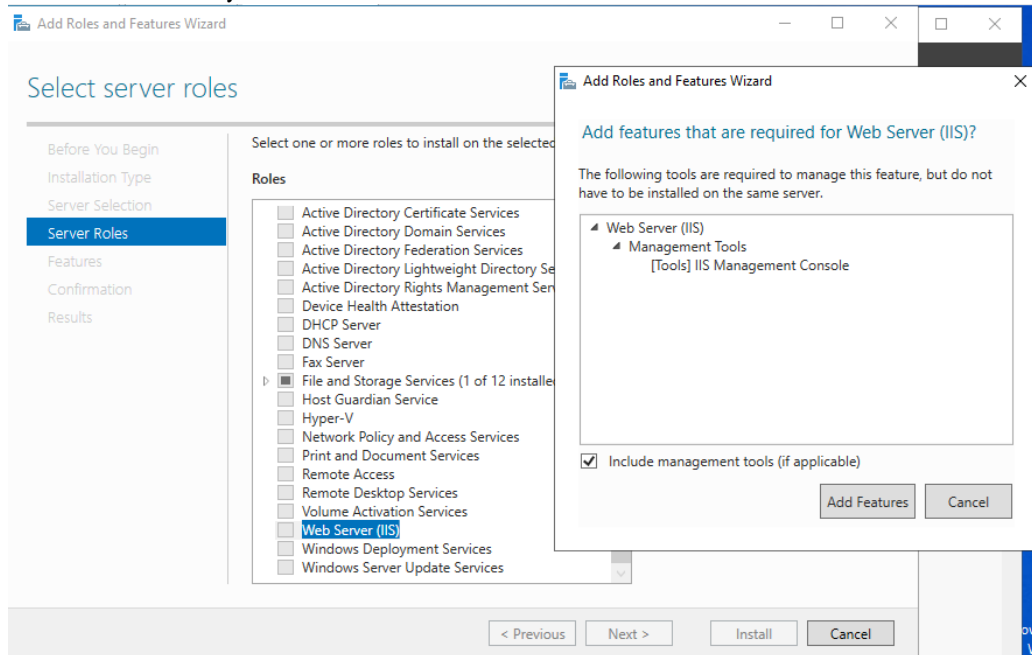 Add Roles and Features Wizard
Select server roles
Before You Begin
Installation Type
Server Selection
Server Roles
Features
Confirmation
Results
Select one or more roles to install on the selected
Roles
Active Directory Certificate Services
Active Directory Domain Services
Active Directory Federation Services
Active Directory Lightweight Directory Se
Active Directory Rights Management Ser
Device Health Attestation
DHCP Server
DNS Server
Fax Server
File and Storage Services (1 of 12 installe
Host Guardian Service
Hyper-V
Network Policy and Access Services
Print and Document Services
Remote Access
Remote Desktop Services
Volume Activation Services
Web Server (IIS)
Windows Deployment Services
Windows Server Update Services
< Previous
Next >
Install
Cancel
Add Roles and Features Wizard
Add features that are required for Web Server (IIS)?
The following tools are required to manage this feature, but do not
have to be installed on the same server.
Web Server (IIS)
Management Tools
[Tools] IIS Management Console
Include management tools (if applicable)
Add Features
Cancel